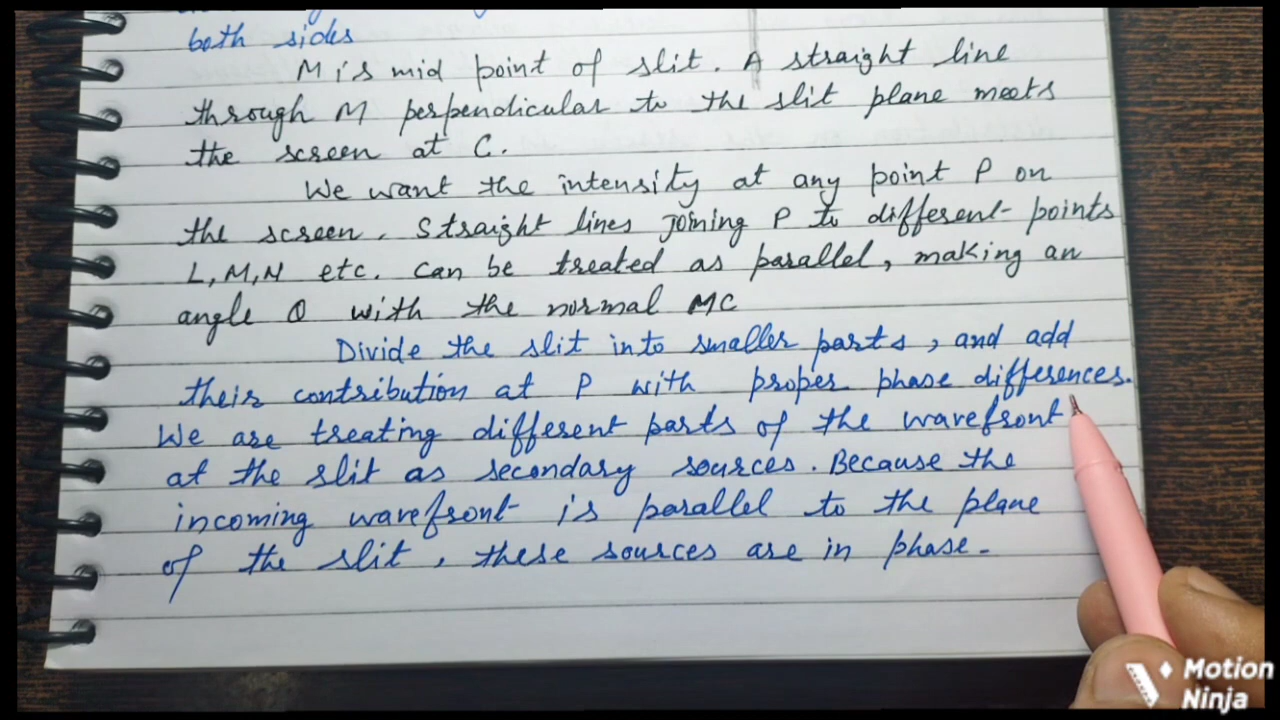 both sides
M is mid point of slit. A straight line
through M perpendicular to the slit plane meets
the screen at C.
We want the intensity at any point P on
the screen. Straight lines joining P to different points
L, M, N etc. can be treated as parallel, making an
angle θ with the normal MC
Divide the slit into smaller parts, and add
their contribution at P with proper phase differences.
We are treating different parts of the wavefront
at the slit as secondary sources. Because the
incoming wavefront is parallel to the plane
of the slit, these sources are in phase.
Motion
Ninja